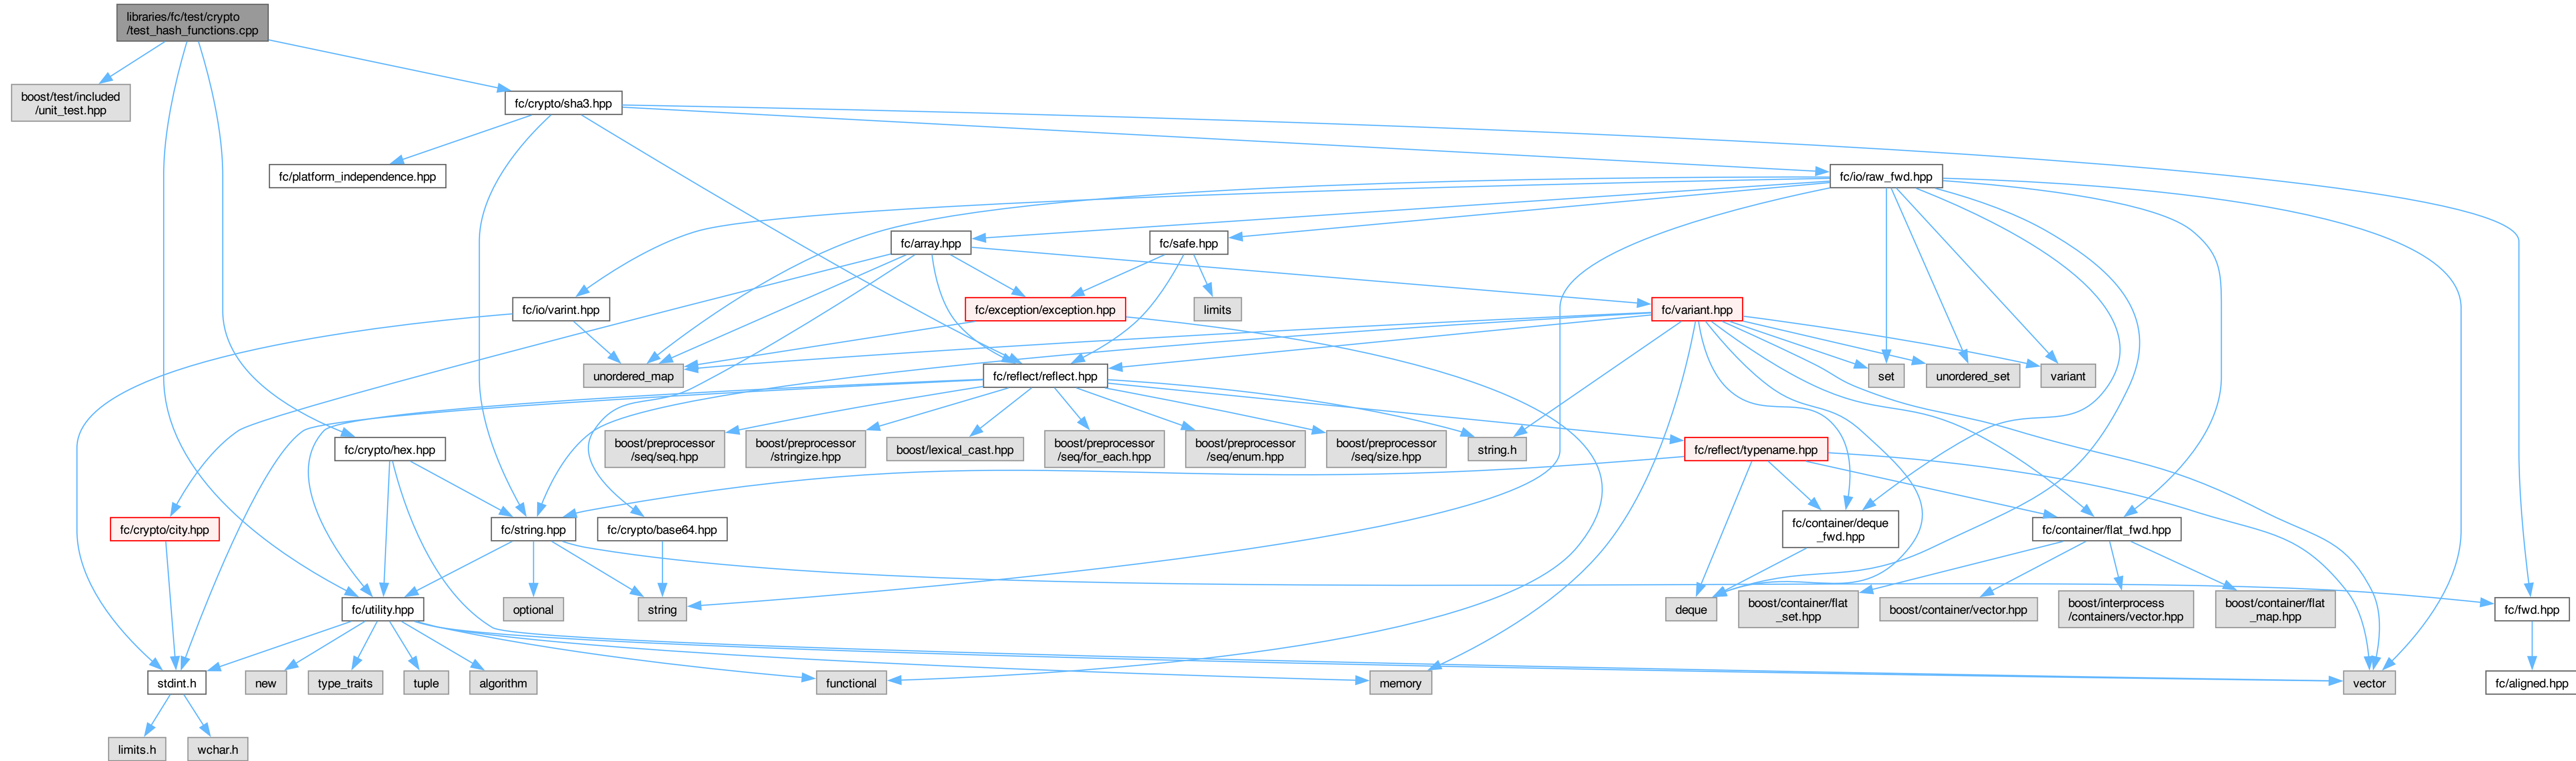 libraries/fc/test/crypto
/test_hash_functions.cpp
boost/test/included
/unit_test.hpp
fc/crypto/sha3.hpp
fc/platform_independence.hpp
fc/io/raw_fwd.hpp
fc/array.hpp
fc/safe.hpp
fc/io/varint.hpp
fc/exception/exception.hpp
limits
fc/variant.hpp
unordered_map
fc/reflect/reflect.hpp
set
unordered_set
variant
fc/crypto/hex.hpp
boost/preprocessor
/seq/seq.hpp
boost/preprocessor
/stringize.hpp
boost/lexical_cast.hpp
boost/preprocessor
/seq/for_each.hpp
boost/preprocessor
/seq/enum.hpp
boost/preprocessor
/seq/size.hpp
string.h
fc/reflect/typename.hpp
fc/crypto/city.hpp
fc/string.hpp
fc/crypto/base64.hpp
fc/container/deque
_fwd.hpp
fc/container/flat_fwd.hpp
fc/utility.hpp
optional
string
deque
boost/container/flat
_set.hpp
boost/container/vector.hpp
boost/interprocess
/containers/vector.hpp
boost/container/flat
_map.hpp
fc/fwd.hpp
stdint.h
new
type_traits
tuple
algorithm
functional
memory
vector
fc/aligned.hpp
limits.h
wchar.h